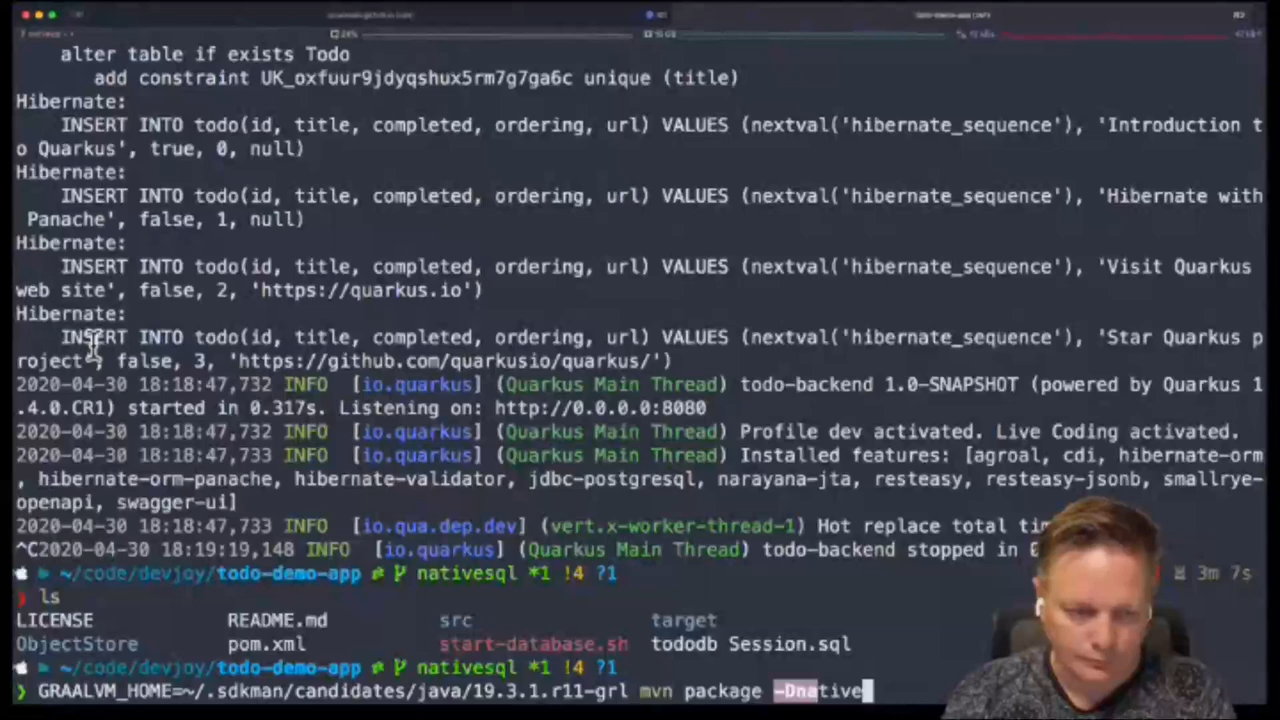 todo-demo-app
alter table if exists Todo
add constraint UK_oxfuur9jdyqshux5rm7g7ga6c unique (title)
Hibernate:
INSERT INTO todo(id, title, completed, ordering, url) VALUES (nextval('hibernate_sequence'), 'Introduction t
o Quarkus', true, 0, null)
Hibernate:
INSERT INTO todo(id, title, completed, ordering, url) VALUES (nextval('hibernate_sequence'), 'Hibernate with
Panache', false, 1, null)
Hibernate:
INSERT INTO todo(id, title, completed, ordering, url) VALUES (nextval('hibernate_sequence'), 'Visit Quarkus
web site', false, 2, 'https://quarkus.io')
Hibernate:
INSERT INTO todo(id, title, completed, ordering, url) VALUES (nextval('hibernate_sequence'), 'Star Quarkus p
roject', false, 3, 'https://github.com/quarkusio/quarkus/')
2020-04-30 18:18:47,732 INFO [io.quarkus] (Quarkus Main Thread) todo-backend 1.0-SNAPSHOT (powered by Quarkus 1
.4.0.CR1) started in 0.317s. Listening on: http://0.0.0.0:8080
2020-04-30 18:18:47,732 INFO [io.quarkus] (Quarkus Main Thread) Profile dev activated. Live Coding activated.
2020-04-30 18:18:47,733 INFO [io.quarkus] (Quarkus Main Thread) Installed features: [agroal, cdi, hibernate-orm
, hibernate-orm-panache, hibernate-validator, jdbc-postgresql, narayana-jta, resteasy, resteasy-jsonb, smallrye-
openapi, swagger-ui]
2020-04-30 18:18:47,733 INFO [io.qua.dep.dev] (vert.x-worker-thread-1) Hot replace total
^C2020-04-30 18:19:19,148 INFO [io.quarkus] (Quarkus Main Thread) todo-backend stopped in
~/code/devjoy/todo-demo-app nativesql *1 !4 ?1 3m 7s
❯ ls
LICENSE README.md src target
ObjectStore pom.xml start-database.sh tododb Session.sql
~/code/devjoy/todo-demo-app nativesql *1 !4 ?1
❯ GRAALVM_HOME=~/.sdkman/candidates/java/19.3.1.r11-grl mvn package -Dnative